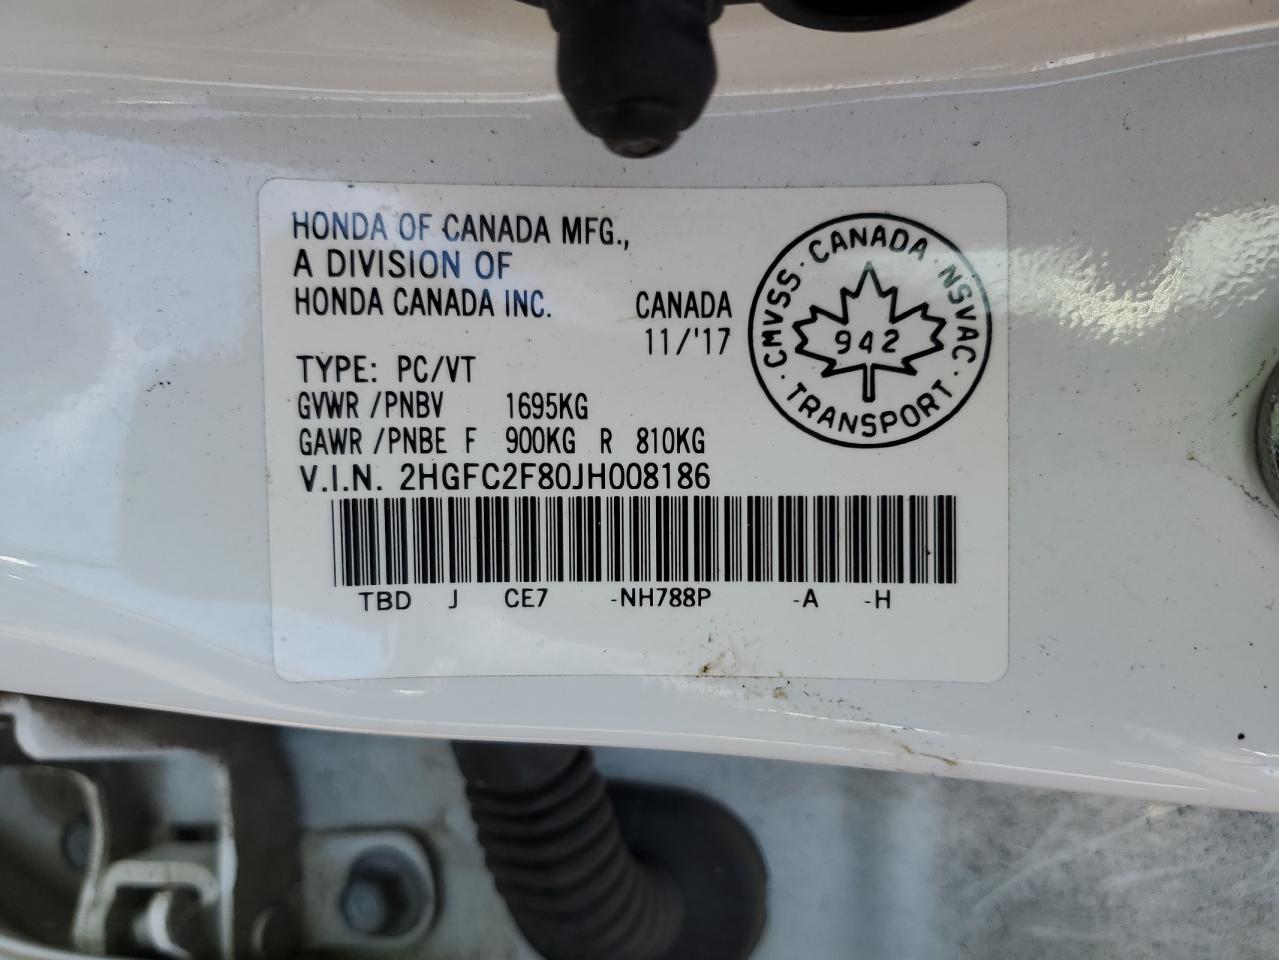 HONDA OF CANADA MFG.,
A DIVISION OF
HONDA CANADA INC.
CANADA
11/'17
TYPE: PC/VT
GVWR /PNBV 1695KG
GAWR /PNBE F 900KG R 810KG
V.I.N. 2HGFC2F80JH008186
TBD J CE7 -NH788P -A -H
CMVSS · CANADA · NSVAC · TRANSPORT ·
942